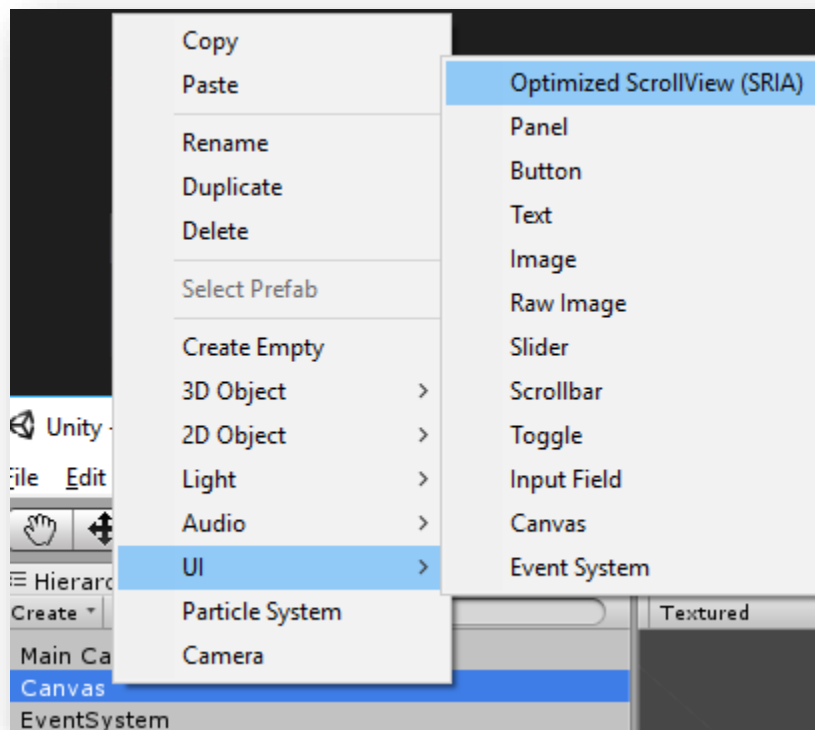 Copy
Paste
Rename
Duplicate
Delete
Select Prefab
Create Empty
3D Object
2D Object
Light
Audio
UI
Particle System
Camera
Optimized ScrollView (SRIA)
Panel
Button
Text
Image
Raw Image
Slider
Scrollbar
Toggle
Input Field
Canvas
Event System
Unity
File Edit
Hierarc
Create
Textured
Main Ca
Canvas
EventSystem